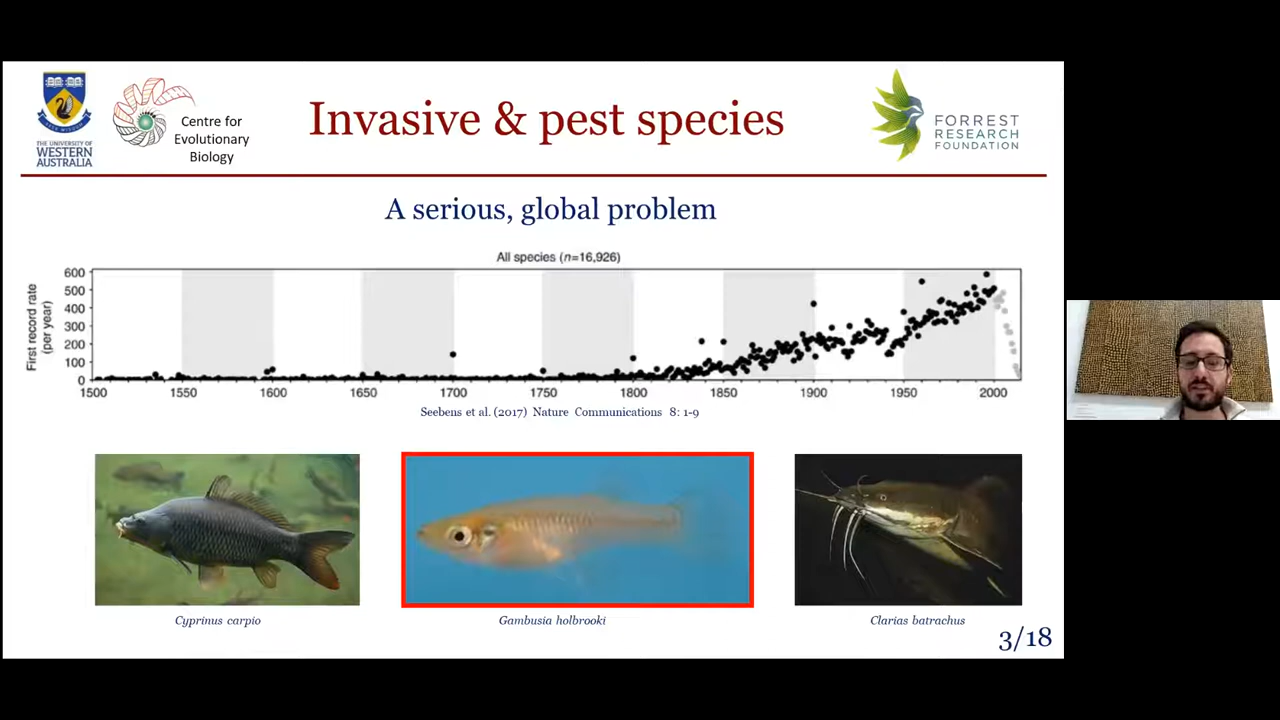 Invasive & pest species
THE UNIVERSITY OF
WESTERN
AUSTRALIA
Centre for
Evolutionary
Biology
FORREST
RESEARCH
FOUNDATION
A serious, global problem
All species (n=16,926)
First record rate
(per year)
600
500
400
300
200
100
0
1500 1550 1600 1650 1700 1750 1800 1850 1900 1950 2000
Seebens et al. (2017) Nature Communications 8: 1-9
Cyprinus carpio
Gambusia holbrooki
Clarias batrachus
3/18